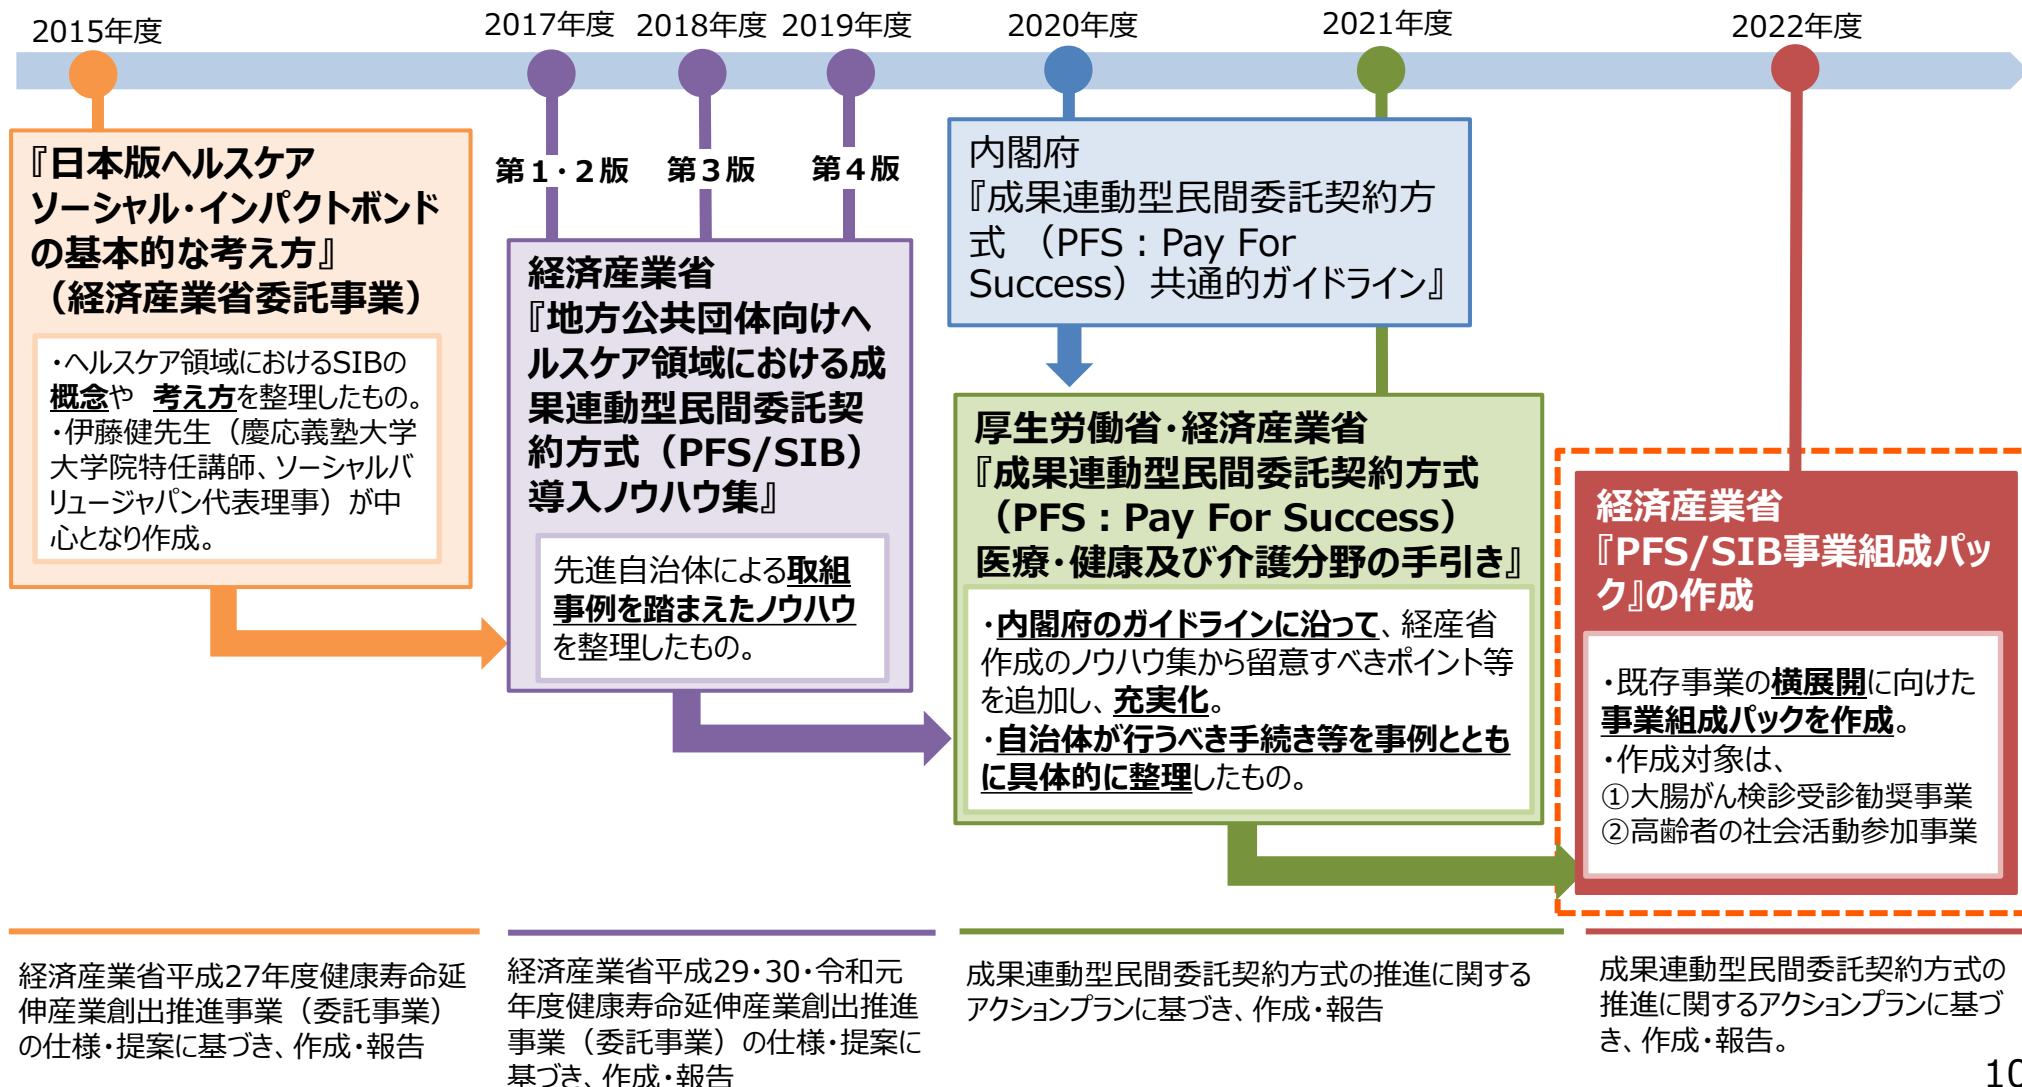 2015年度
2017年度
2018年度
2019年度
2020年度
2021年度
2022年度
『日本版ヘルスケア
ソーシャル・インパクトボンド
の基本的な考え方』
（経済産業省委託事業）
・ヘルスケア領域におけるSIBの
概念や 考え方を整理したもの。
・伊藤健先生（慶応義塾大学
大学院特任講師、ソーシャルバ
リュージャパン代表理事）が中
心となり作成。
第１・２版
第３版
第４版
経済産業省
『地方公共団体向けヘ
ルスケア領域における成
果連動型民間委託契
約方式（PFS/SIB）
導入ノウハウ集』
先進自治体による取組
事例を踏まえたノウハウ
を整理したもの。
内閣府
『成果連動型民間委託契約方
式 （PFS：Pay For
Success）共通的ガイドライン』
厚生労働省・経済産業省
『成果連動型民間委託契約方式
（PFS：Pay For Success）
医療・健康及び介護分野の手引き』
・内閣府のガイドラインに沿って、経産省
作成のノウハウ集から留意すべきポイント等
を追加し、充実化。
・自治体が行うべき手続き等を事例ととも
に具体的に整理したもの。
経済産業省
『PFS/SIB事業組成パッ
ク』の作成
・既存事業の横展開に向けた
事業組成パックを作成。
・作成対象は、
①大腸がん検診受診勧奨事業
②高齢者の社会活動参加事業
経済産業省平成27年度健康寿命延
伸産業創出推進事業（委託事業）
の仕様・提案に基づき、作成・報告
経済産業省平成29・30・令和元
年度健康寿命延伸産業創出推進
事業（委託事業）の仕様・提案に
基づき、作成・報告
成果連動型民間委託契約方式の推進に関する
アクションプランに基づき、作成・報告
成果連動型民間委託契約方式の
推進に関するアクションプランに基づ
き、作成・報告。
10